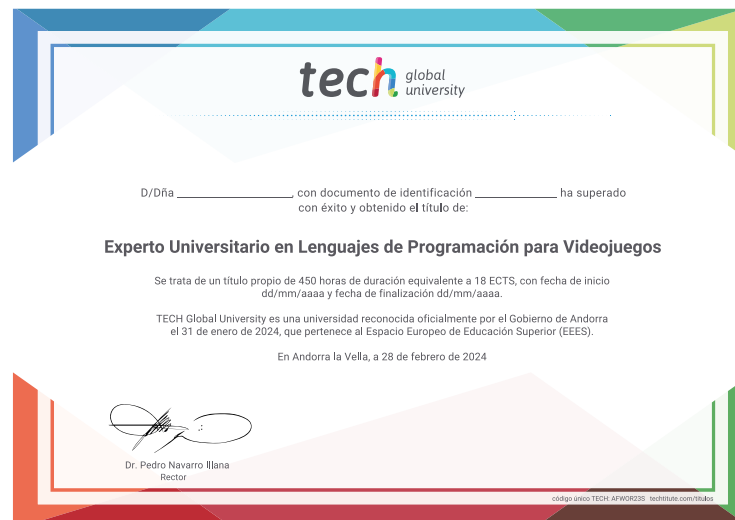 tech global university
D/Dña ____________________, con documento de identificación ______________ ha superado
con éxito y obtenido el título de:
Experto Universitario en Lenguajes de Programación para Videojuegos
Se trata de un título propio de 450 horas de duración equivalente a 18 ECTS, con fecha de inicio
dd/mm/aaaa y fecha de finalización dd/mm/aaaa.
TECH Global University es una universidad reconocida oficialmente por el Gobierno de Andorra
el 31 de enero de 2024, que pertenece al Espacio Europeo de Educación Superior (EEES).
En Andorra la Vella, a 28 de febrero de 2024
Dr. Pedro Navarro Illana
Rector
código único TECH: AFWOR23S techtitute.com/titulos